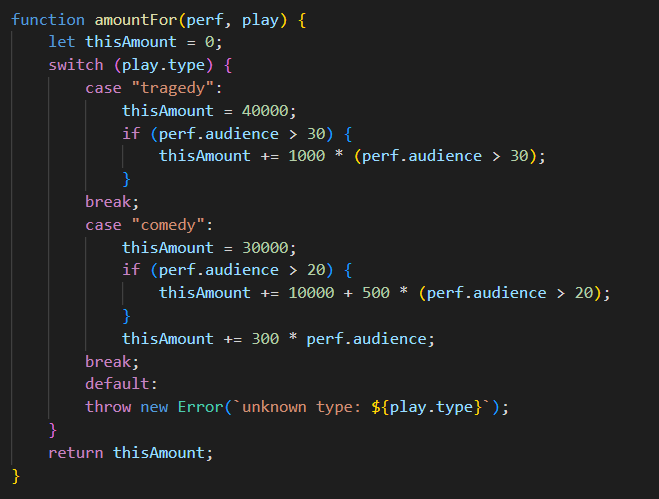 function amountFor(perf, play) {
    let thisAmount = 0;
    switch (play.type) {
        case "tragedy":
            thisAmount = 40000;
            if (perf.audience > 30) {
                thisAmount += 1000 * (perf.audience > 30);
            }
        break;
        case "comedy":
            thisAmount = 30000;
            if (perf.audience > 20) {
                thisAmount += 10000 + 500 * (perf.audience > 20);
            }
            thisAmount += 300 * perf.audience;
        break;
        default:
        throw new Error(`unknown type: ${play.type}`);
    }
    return thisAmount;
}